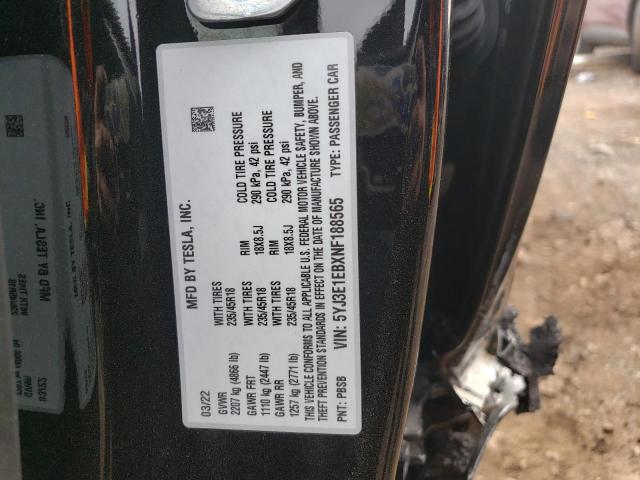 MFD BY TESLA, INC.
03/22
GVWR
2207 kg (4866 lb)
GAWR FRT WITH TIRES RIM COLD TIRE PRESSURE
1110 kg (2447 lb) 235/45R18 18X8.5J 290 kPa, 42 psi
GAWR RR WITH TIRES RIM COLD TIRE PRESSURE
1257 kg (2771 lb) 235/45R18 18X8.5J 290 kPa, 42 psi
THIS VEHICLE CONFORMS TO ALL APPLICABLE U.S. FEDERAL MOTOR VEHICLE SAFETY, BUMPER, AND
THEFT PREVENTION STANDARDS IN EFFECT ON THE DATE OF MANUFACTURE SHOWN ABOVE.
VIN: 5YJ3E1EBXNF188565
PNT: PBSB TYPE: PASSENGER CAR